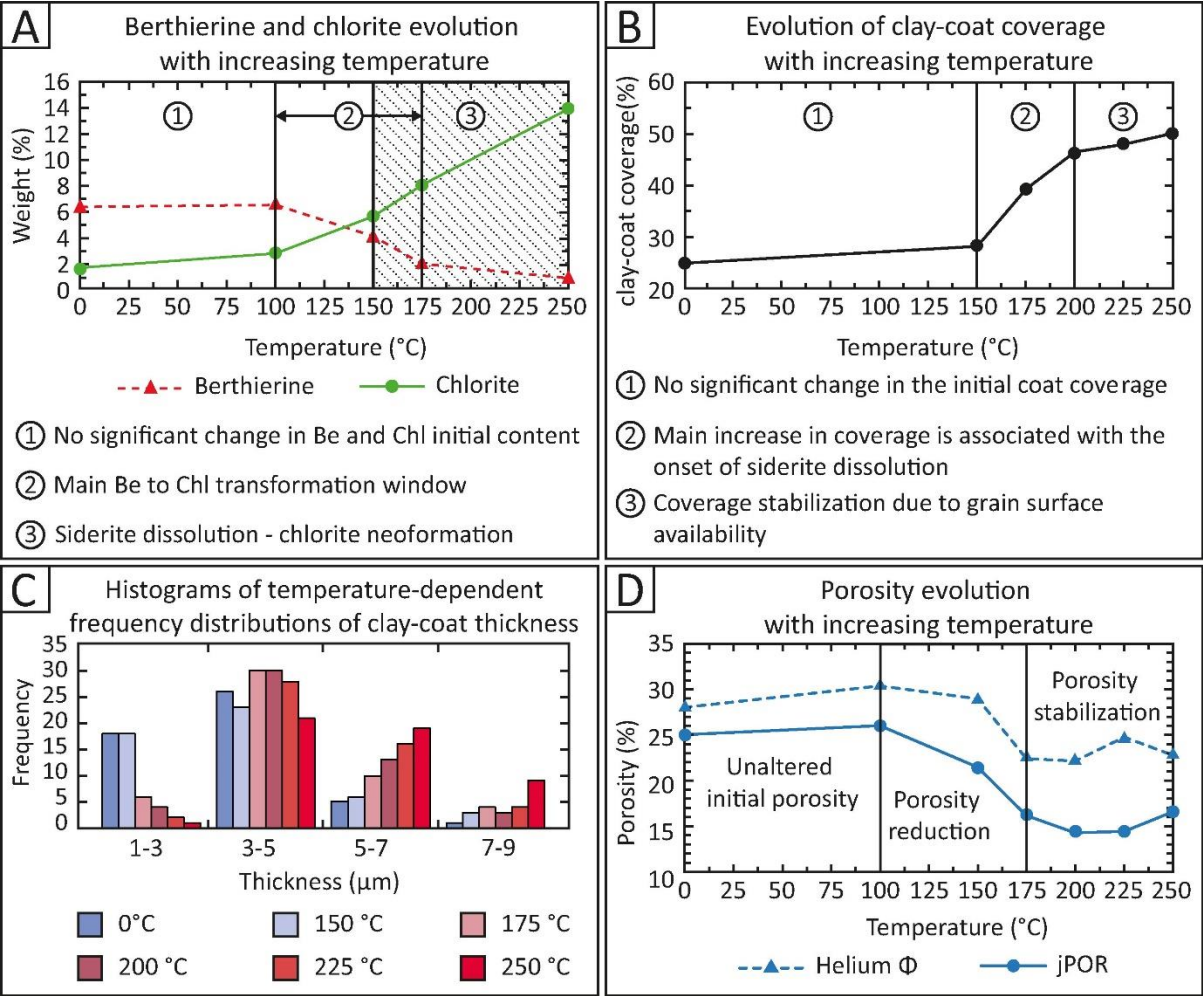 A
Berthierine and chlorite evolution
with increasing temperature
Weight (%)
16
14
12
10
8
6
4
2
0
1
2
3
0 25 50 75 100 125 150 175 200 225 250
Temperature (°C)
Berthierine Chlorite
1 No significant change in Be and Chl initial content
2 Main Be to Chl transformation window
3 Siderite dissolution - chlorite neoformation
B
Evolution of clay-coat coverage
with increasing temperature
clay-coat coverage(%)
60
50
40
30
20
1
2
3
0 25 50 75 100 125 150 175 200 225 250
Temperature (°C)
1 No significant change in the initial coat coverage
2 Main increase in coverage is associated with the
onset of siderite dissolution
3 Coverage stabilization due to grain surface
availability
C
Histograms of temperature-dependent
frequency distributions of clay-coat thickness
Frequency
35
30
25
20
15
10
5
0
1-3 3-5 5-7 7-9
Thickness (µm)
0°C 150 °C 175 °C
200 °C 225 °C 250 °C
D
Porosity evolution
with increasing temperature
Porosity (%)
35
30
25
20
15
10
Unaltered
initial porosity
Porosity
reduction
Porosity
stabilization
0 25 50 75 100 125 150 175 200 225 250
Temperature (°C)
Helium Φ jPOR